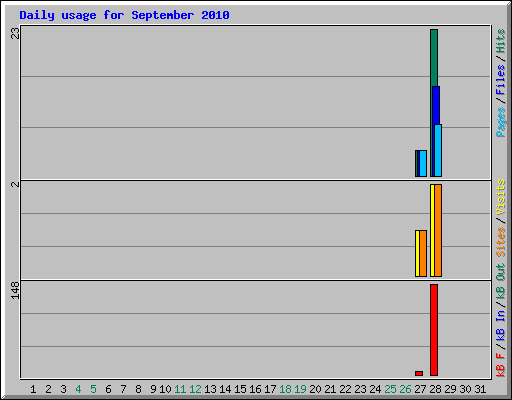 Daily usage for September 2010
23
2
148
Pages / Files / Hits
Sites / Visits
kB F / kB In / kB Out
1 2 3 4 5 6 7 8 9 10 11 12 13 14 15 16 17 18 19 20 21 22 23 24 25 26 27 28 29 30 31